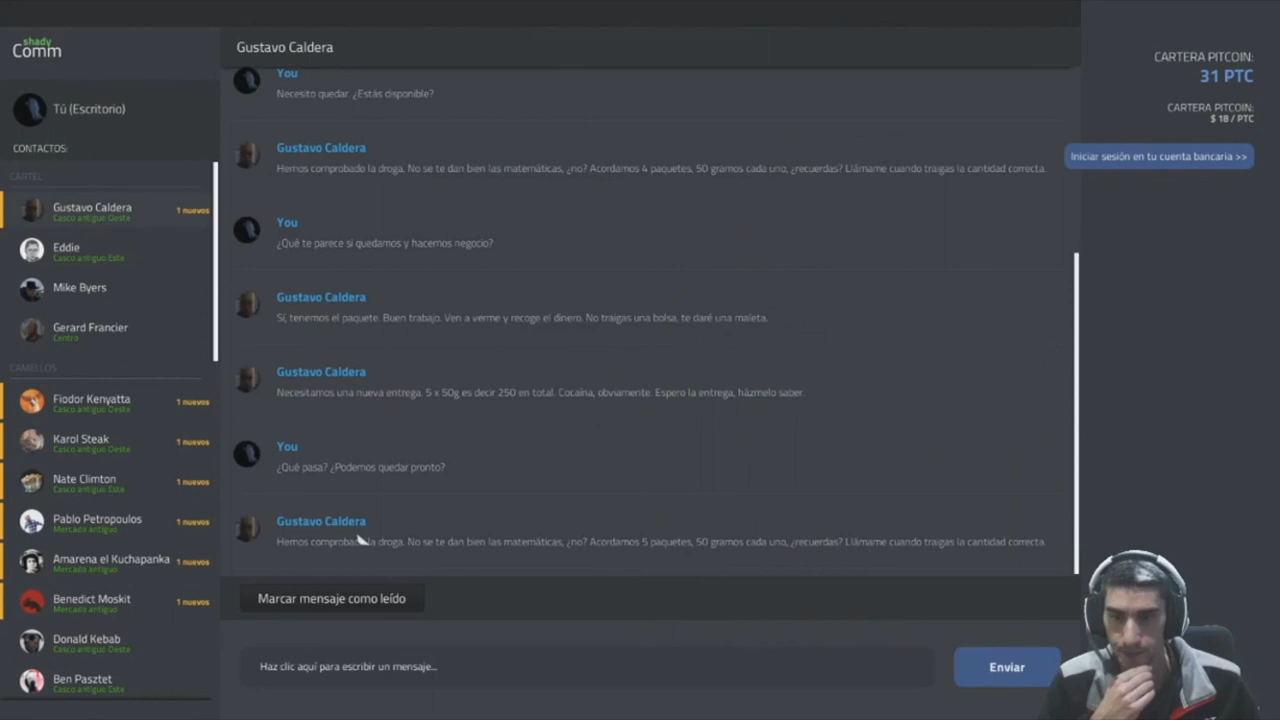 shady
Comm
Tú (Escritorio)
CONTACTOS:
CARTEL
Gustavo Caldera
Casco antiguo Oeste
1 nuevos
Eddie
Casco antiguo Este
Mike Byers
Gerard Francier
Centro
CAMELLOS
Fiodor Kenyatta
Casco antiguo Oeste
1 nuevos
Karol Steak
Casco antiguo Oeste
1 nuevos
Nate Climton
Casco antiguo Este
1 nuevos
Pablo Petropoulos
Mercado antiguo
1 nuevos
Amarena el Kuchapanka
Mercado antiguo
1 nuevos
Benedict Moskit
Mercado antiguo
1 nuevos
Donald Kebab
Casco antiguo Oeste
Ben Pasztet
Casco antiguo Este
Gustavo Caldera
You
Necesito quedar. ¿Estás disponible?
Gustavo Caldera
Hemos comprobado la droga. No se te dan bien las matemáticas, ¿no? Acordamos 4 paquetes, 50 gramos cada uno, ¿recuerdas? Llámame cuando traigas la cantidad correcta.
You
¿Qué te parece si quedamos y hacemos negocio?
Gustavo Caldera
Sí, tenemos el paquete. Buen trabajo. Ven a verme y recoge el dinero. No traigas una bolsa, te daré una maleta.
Gustavo Caldera
Necesitamos una nueva entrega. 5 x 50g es decir 250 en total. Cocaína, obviamente. Espero la entrega, házmelo saber.
You
¿Qué pasa? ¿Podemos quedar pronto?
Gustavo Caldera
Hemos comprobado la droga. No se te dan bien las matemáticas, ¿no? Acordamos 5 paquetes, 50 gramos cada uno, ¿recuerdas? Llámame cuando traigas la cantidad correcta.
Marcar mensaje como leído
Haz clic aquí para escribir un mensaje...
Enviar
CARTERA PITCOIN:
31 PTC
CARTERA PITCOIN:
$ 18 / PTC
Iniciar sesión en tu cuenta bancaria >>